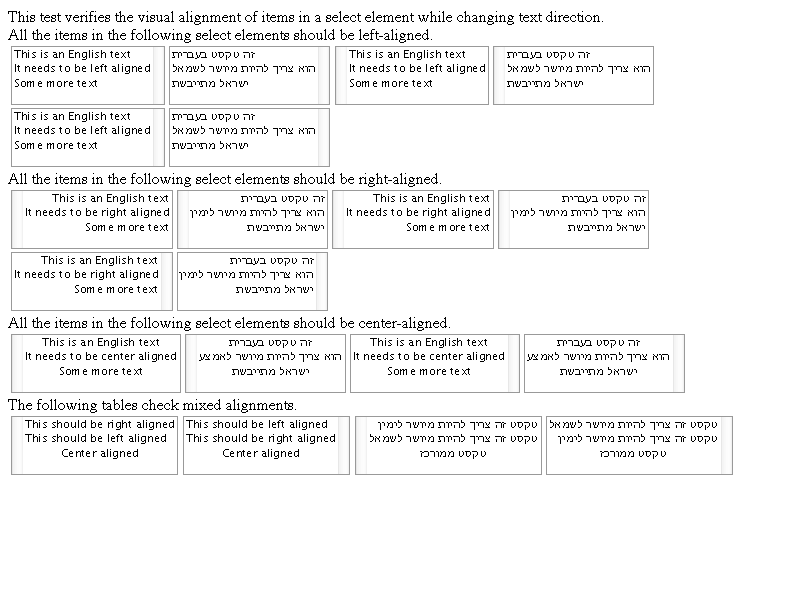 This test verifies the visual alignment of items in a select element while changing text direction.
All the items in the following select elements should be left-aligned.
This is an English text
It needs to be left aligned
Some more text
זה טקסט בעברית
הוא צריך להיות מיושר לשמאל
ישראל מתייבשת
This is an English text
It needs to be left aligned
Some more text
זה טקסט בעברית
הוא צריך להיות מיושר לשמאל
ישראל מתייבשת
This is an English text
It needs to be left aligned
Some more text
זה טקסט בעברית
הוא צריך להיות מיושר לשמאל
ישראל מתייבשת
All the items in the following select elements should be right-aligned.
This is an English text
It needs to be right aligned
Some more text
זה טקסט בעברית
הוא צריך להיות מיושר לימין
ישראל מתייבשת
This is an English text
It needs to be right aligned
Some more text
זה טקסט בעברית
הוא צריך להיות מיושר לימין
ישראל מתייבשת
This is an English text
It needs to be right aligned
Some more text
זה טקסט בעברית
הוא צריך להיות מיושר לימין
ישראל מתייבשת
All the items in the following select elements should be center-aligned.
This is an English text
It needs to be center aligned
Some more text
זה טקסט בעברית
הוא צריך להיות מיושר לאמצע
ישראל מתייבשת
This is an English text
It needs to be center aligned
Some more text
זה טקסט בעברית
הוא צריך להיות מיושר לאמצע
ישראל מתייבשת
The following tables check mixed alignments.
This should be right aligned
This should be left aligned
Center aligned
This should be left aligned
This should be right aligned
Center aligned
טקסט זה צריך להיות מיושר לימין
טקסט זה צריך להיות מיושר לשמאל
טקסט ממורכז
טקסט זה צריך להיות מיושר לשמאל
טקסט זה צריך להיות מיושר לימין
טקסט ממורכז